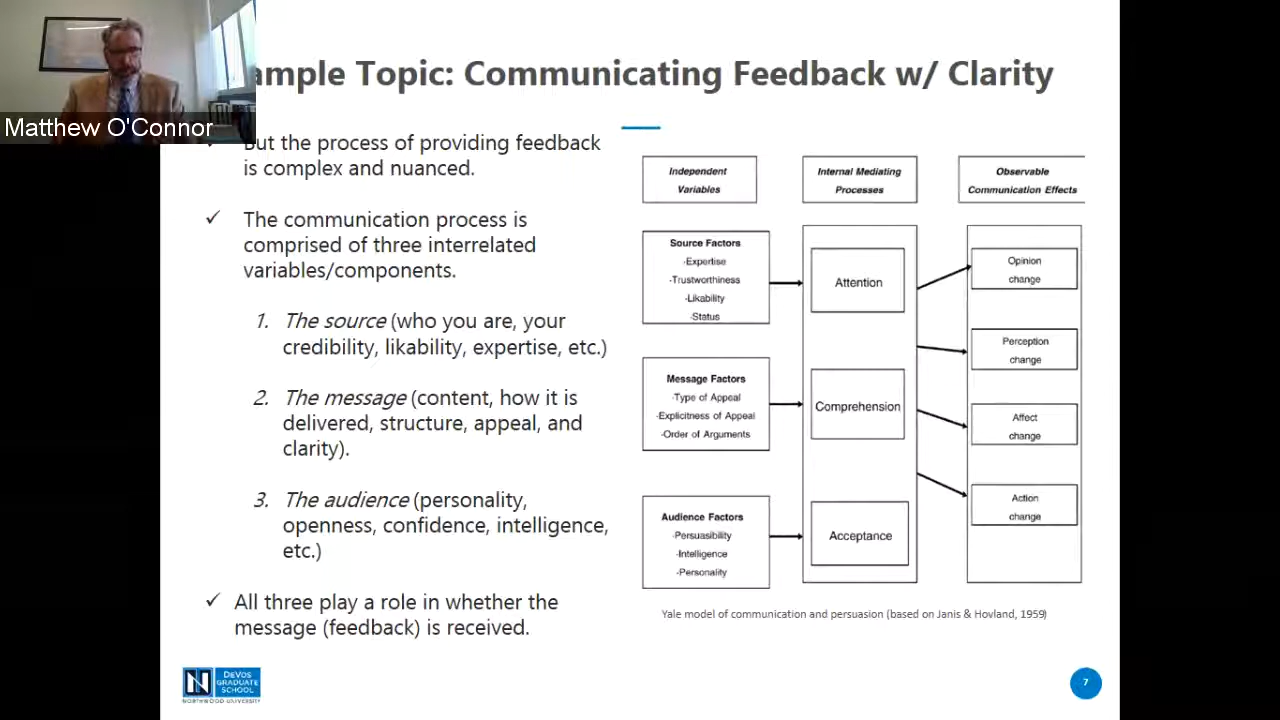 ample Topic: Communicating Feedback w/ Clarity
Matthew O'Connor
But the process of providing feedback
is complex and nuanced.
✓ The communication process is
comprised of three interrelated
variables/components.
1. The source (who you are, your
credibility, likability, expertise, etc.)
2. The message (content, how it is
delivered, structure, appeal, and
clarity).
3. The audience (personality,
openness, confidence, intelligence,
etc.)
✓ All three play a role in whether the
message (feedback) is received.
Independent
Variables
Internal Mediating
Processes
Observable
Communication Effects
Source Factors
-Expertise
-Trustworthiness
-Likability
-Status
Message Factors
-Type of Appeal
-Explicitness of Appeal
-Order of Arguments
Audience Factors
-Persuasibility
-Intelligence
-Personality
Attention
Comprehension
Acceptance
Opinion
change
Perception
change
Affect
change
Action
change
Yale model of communication and persuasion (based on Janis & Hovland, 1959)
N
DEVOS
GRADUATE
SCHOOL
NORTHWOOD UNIVERSITY
7